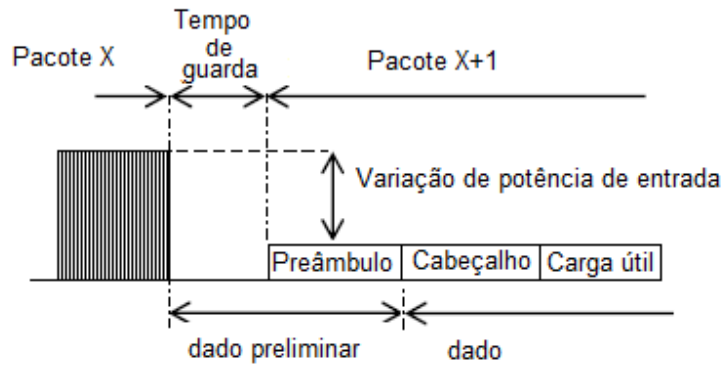 Tempo
de
guarda
Pacote X
Pacote X+1
Variação de potência de entrada
Preâmbulo
Cabeçalho
Carga útil
dado preliminar
dado